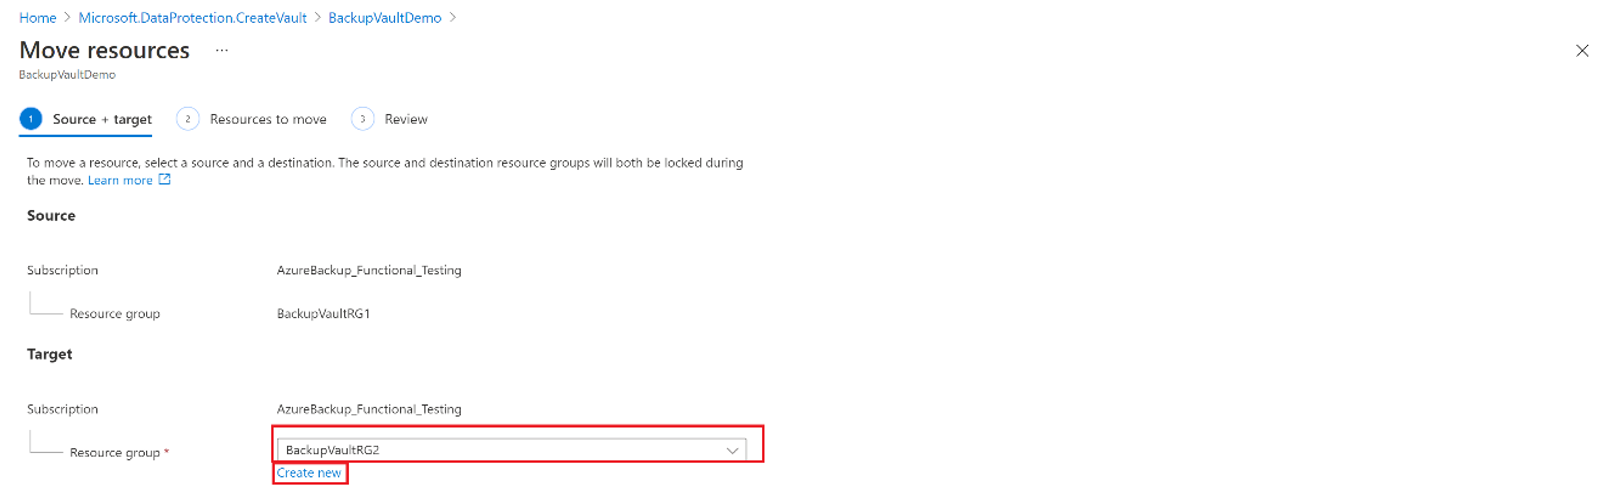 Home > Microsoft.DataProtection.CreateVault > BackupVaultDemo >
Move resources ...
BackupVaultDemo
1 Source + target 2 Resources to move 3 Review
To move a resource, select a source and a destination. The source and destination resource groups will both be locked during
the move. Learn more
Source
Subscription AzureBackup_Functional_Testing
Resource group BackupVaultRG1
Target
Subscription AzureBackup_Functional_Testing
Resource group * BackupVaultRG2
Create new